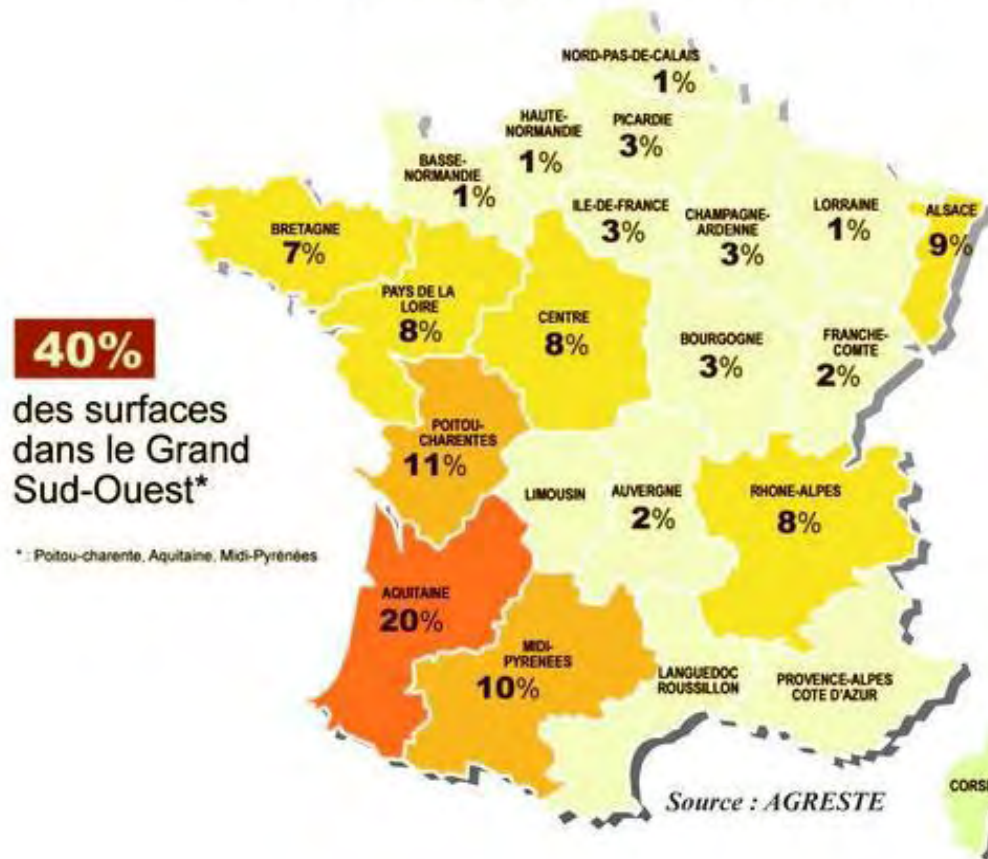 NORD-PAS-DE-CALAIS
1%
HAUTE-
NORMANDIE
1%
PICARDIE
3%
BASSE-
NORMANDIE
1%
ILE-DE-FRANCE
3%
CHAMPAGNE-
ARDENNE
3%
LORRAINE
1%
ALSACE
9%
BRETAGNE
7%
PAYS DE LA
LOIRE
8%
CENTRE
8%
BOURGOGNE
3%
FRANCHE-
COMTE
2%
40%
des surfaces
dans le Grand
Sud-Ouest*
* : Poitou-charente, Aquitaine, Midi-Pyrénées
POITOU-
CHARENTES
11%
LIMOUSIN
AUVERGNE
2%
RHONE-ALPES
8%
AQUITAINE
20%
MIDI-
PYRENEES
10%
LANGUEDOC
ROUSSILLON
PROVENCE-ALPES
COTE D'AZUR
Source : AGRESTE